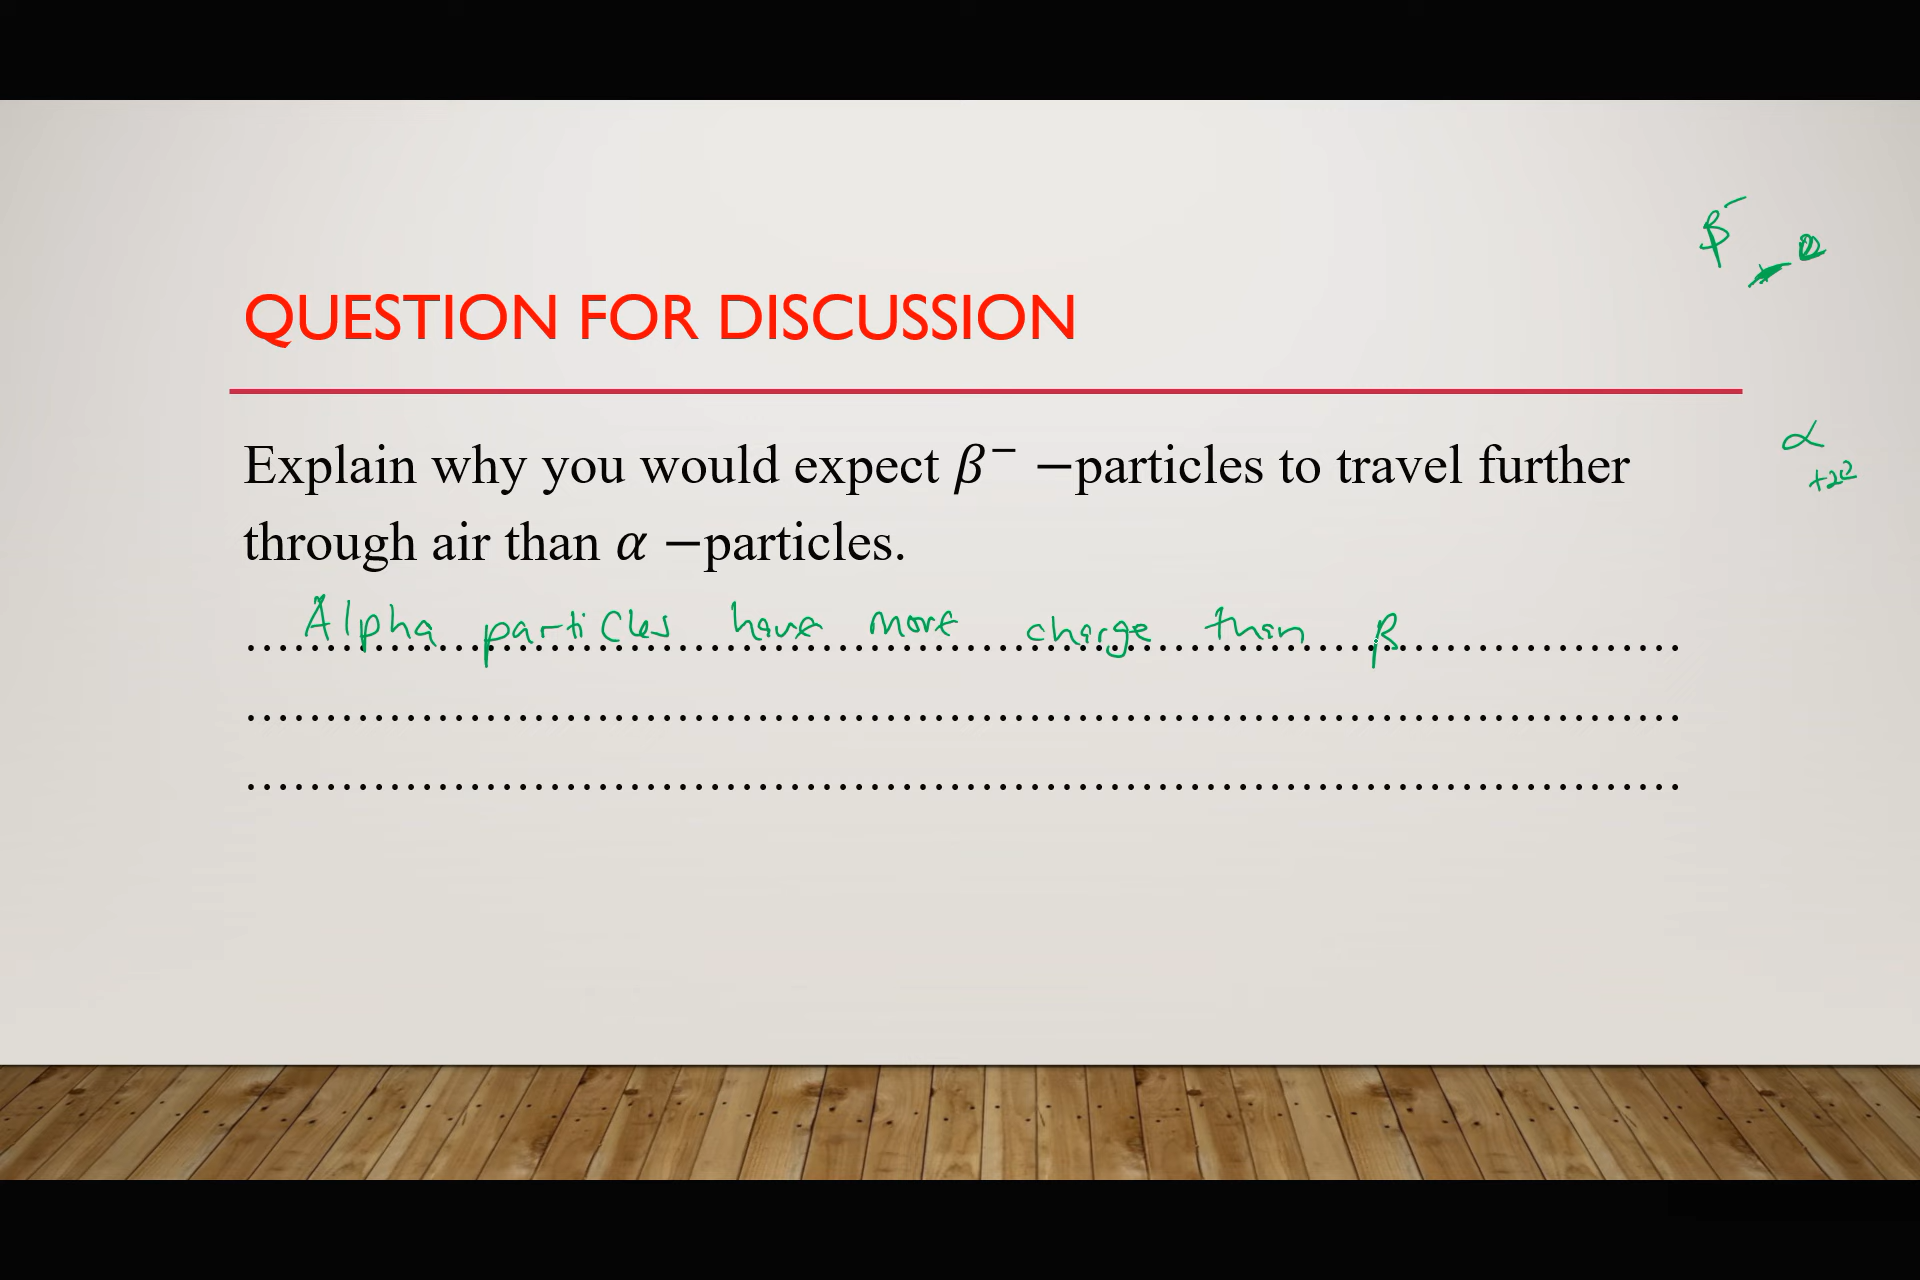 β⁻
-e
QUESTION FOR DISCUSSION
α
+2e
Explain why you would expect β⁻ −particles to travel further
through air than α −particles.
Alpha particles have more charge than β